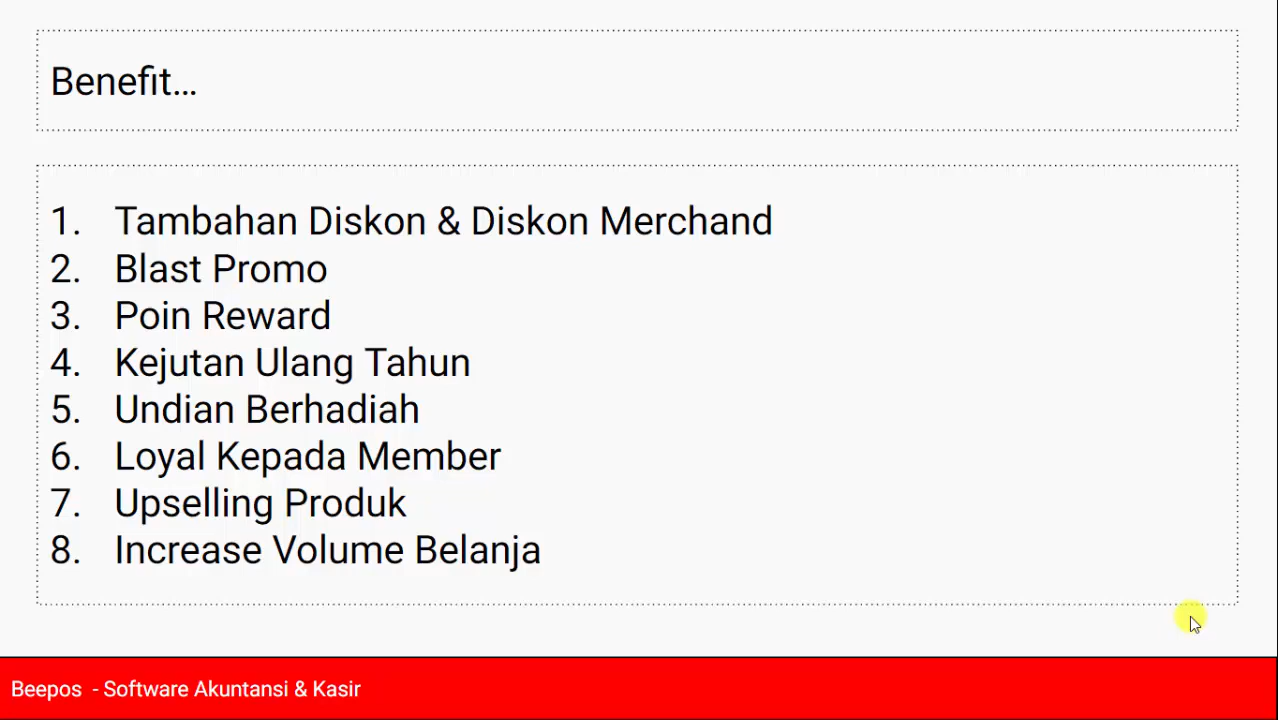 Benefit...
1. Tambahan Diskon & Diskon Merchand
2. Blast Promo
3. Poin Reward
4. Kejutan Ulang Tahun
5. Undian Berhadiah
6. Loyal Kepada Member
7. Upselling Produk
8. Increase Volume Belanja
Beepos - Software Akuntansi & Kasir